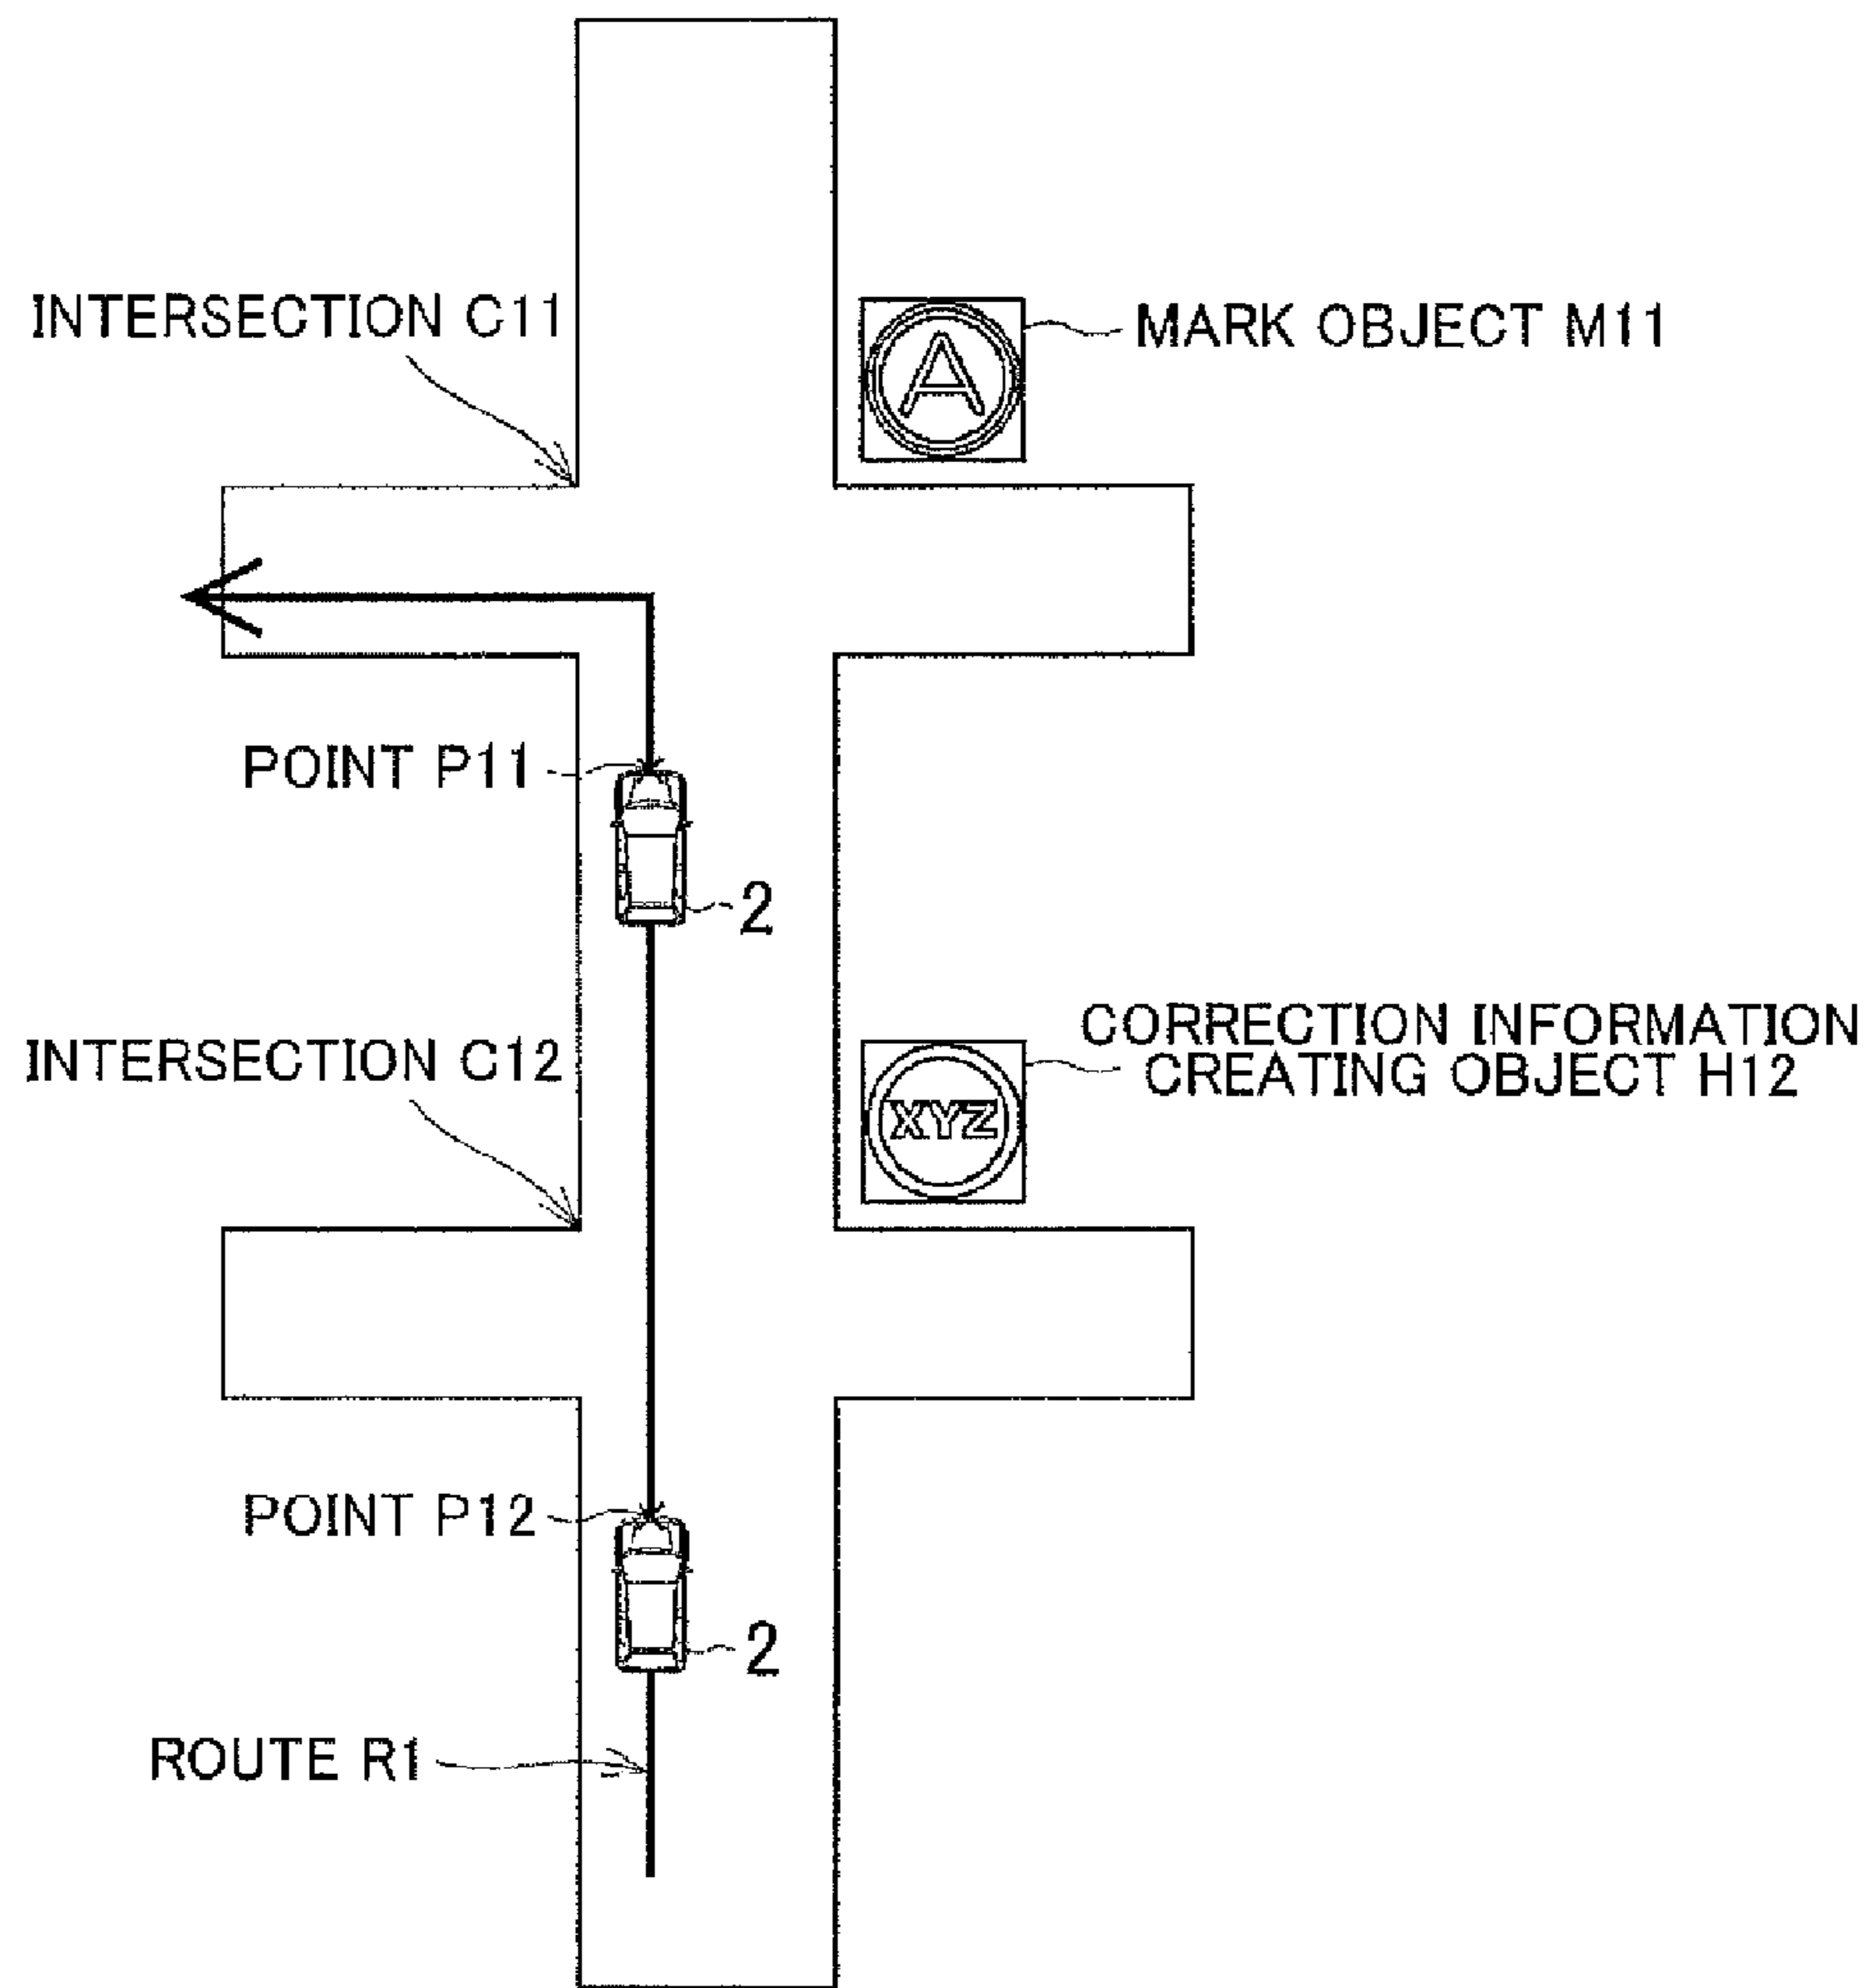 INTERSECTION C11
MARK OBJECT M11
A
POINT P11
2
CORRECTION INFORMATION
CREATING OBJECT H12
INTERSECTION C12
XYZ
POINT P12
2
ROUTE R1